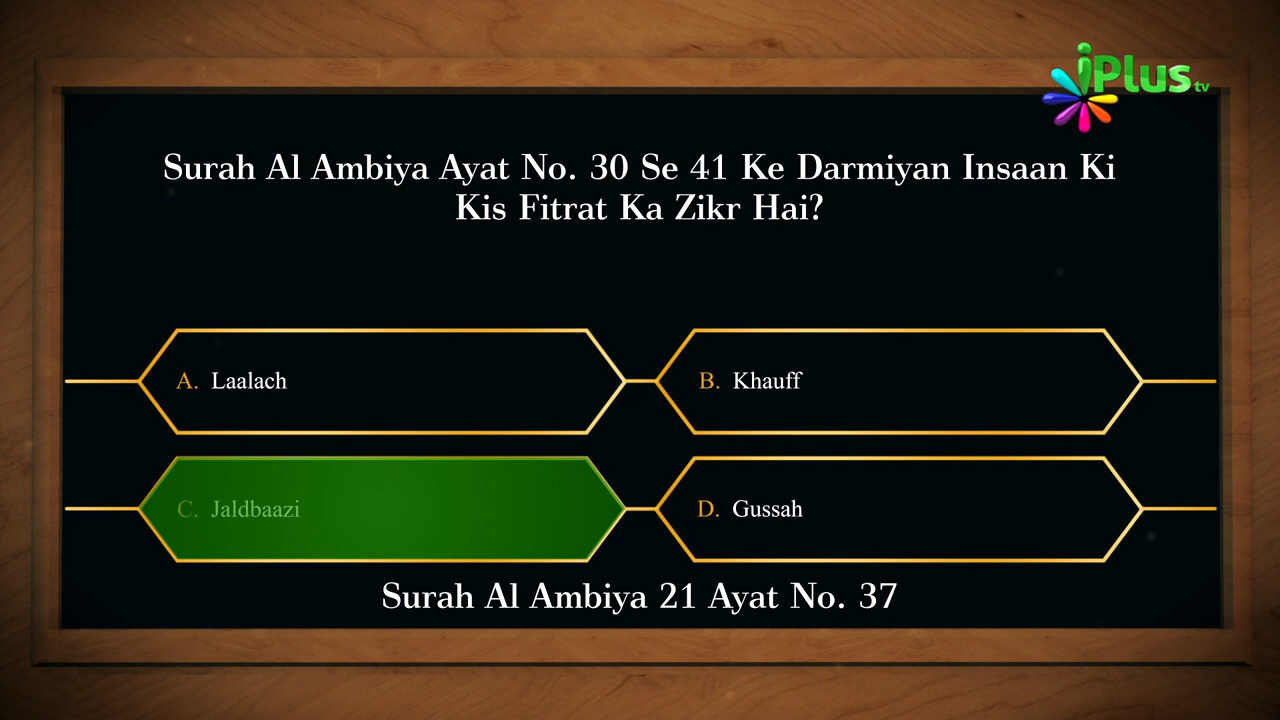 iPlus tv
Surah Al Ambiya Ayat No. 30 Se 41 Ke Darmiyan Insaan Ki
Kis Fitrat Ka Zikr Hai?
A. Laalach
B. Khauff
C. Jaldbaazi
D. Gussah
Surah Al Ambiya 21 Ayat No. 37